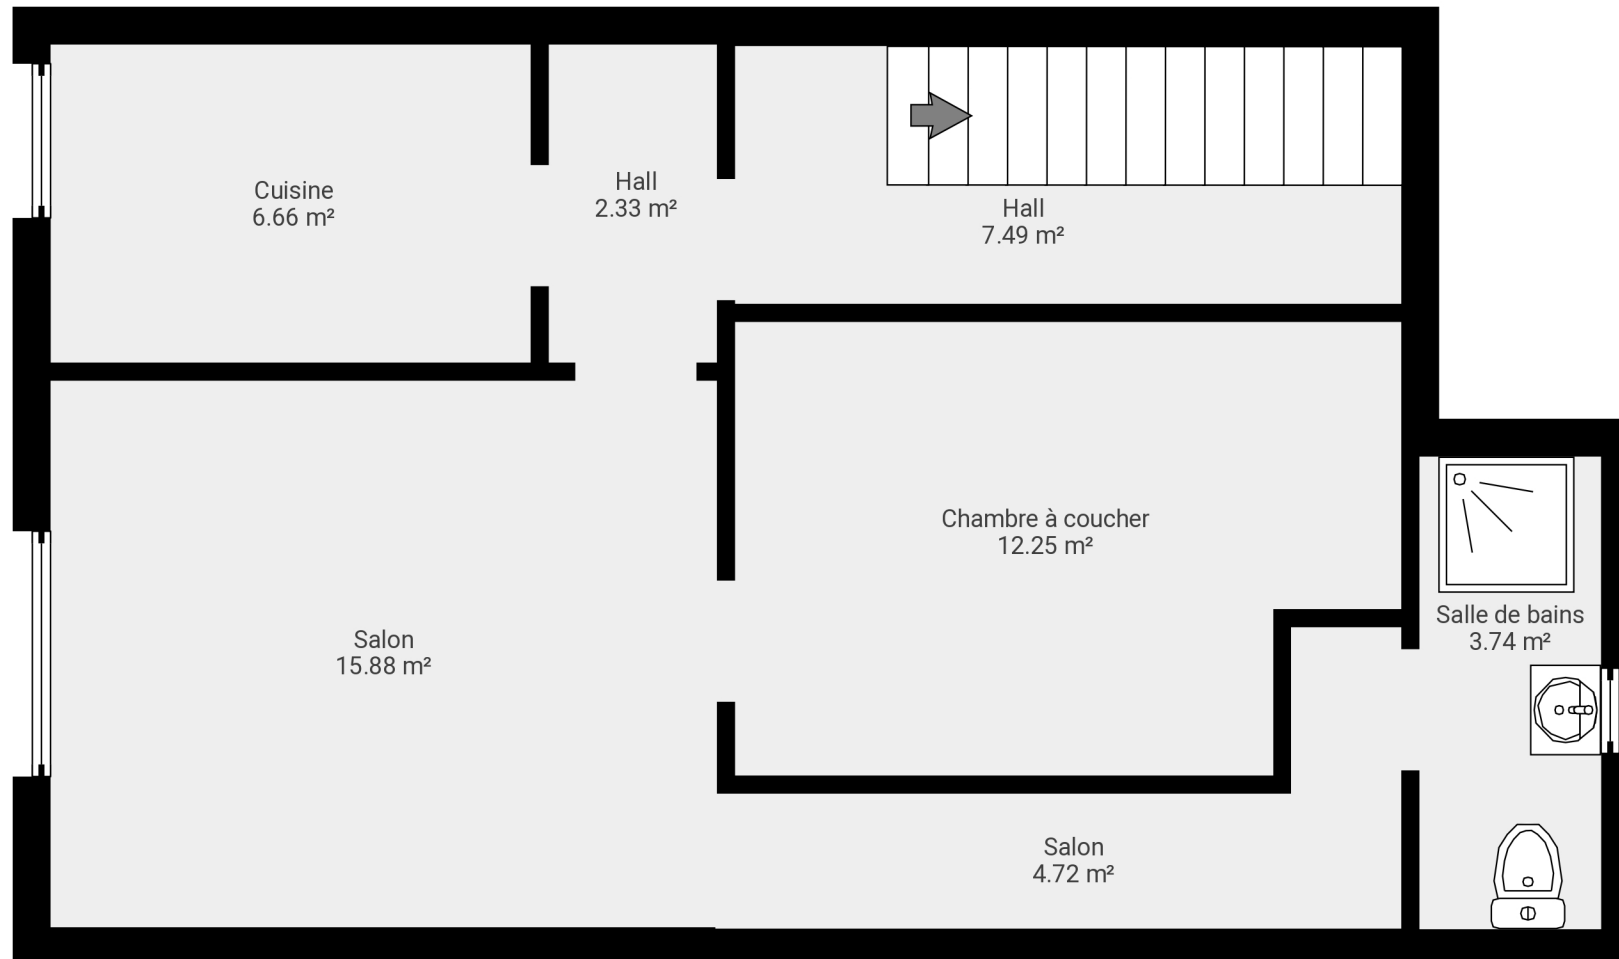 Cuisine
6.66 m²
Hall
2.33 m²
Hall
7.49 m²
Chambre à coucher
12.25 m²
Salle de bains
3.74 m²
Salon
15.88 m²
Salon
4.72 m²